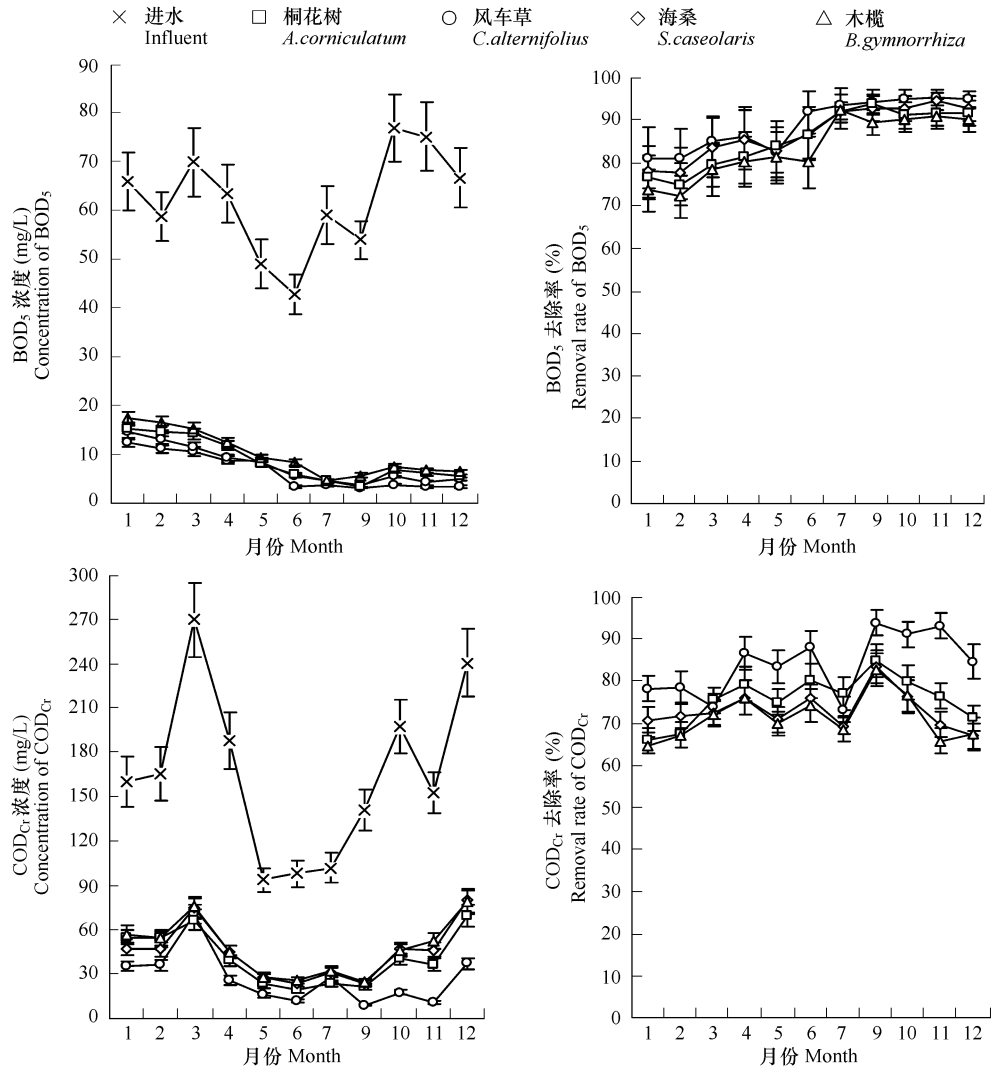 进水 桐花树 风车草 海桑 木榄
Influent A.corniculatum C.alternifolius S.caseolaris B.gymnorrhiza
BOD5 浓度 (mg/L)
Concentration of BOD5
90
80
70
60
50
40
30
20
10
0
1 2 3 4 5 6 7 9 10 11 12
月份 Month
BOD5 去除率 (%)
Removal rate of BOD5
100
90
80
70
60
50
40
30
20
10
0
1 2 3 4 5 6 7 9 10 11 12
月份 Month
CODCr 浓度 (mg/L)
Concentration of CODCr
300
270
240
210
180
150
120
90
60
30
0
1 2 3 4 5 6 7 9 10 11 12
月份 Month
CODCr 去除率 (%)
Removal rate of CODCr
100
90
80
70
60
50
40
30
20
10
0
1 2 3 4 5 6 7 9 10 11 12
月份 Month